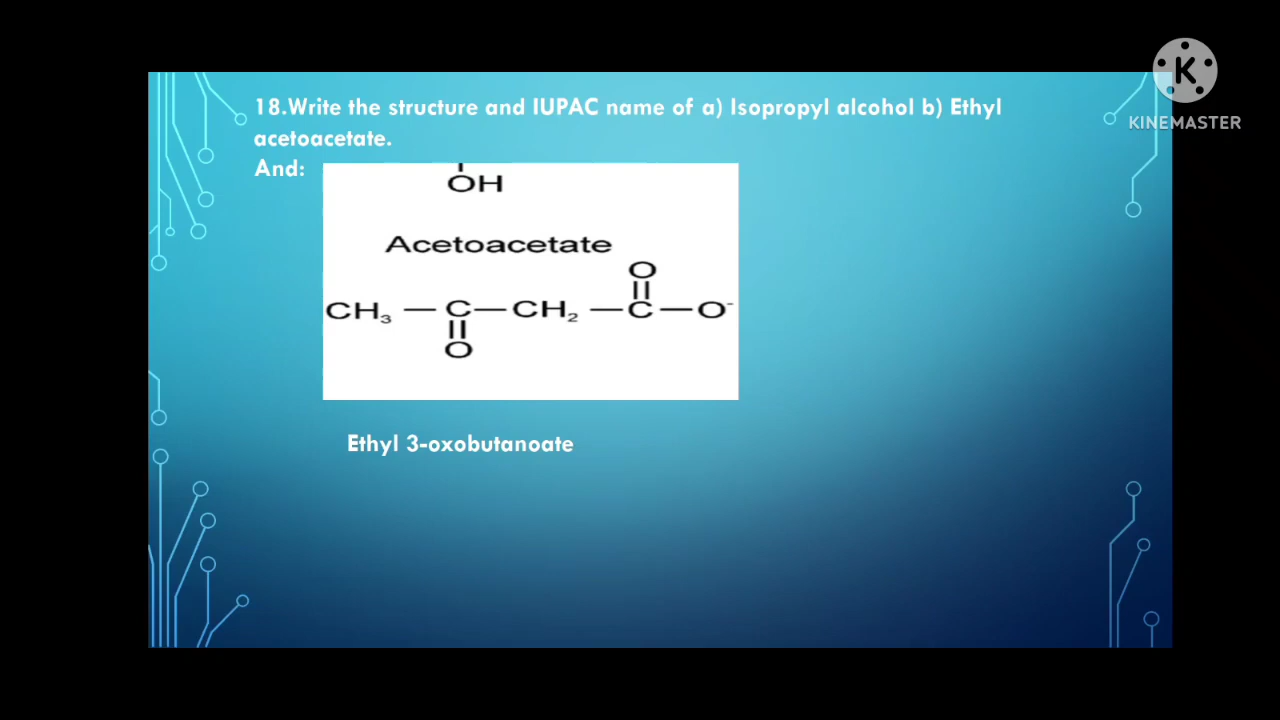 18.Write the structure and IUPAC name of a) Isopropyl alcohol b) Ethyl
acetoacetate.
And:
OH
Acetoacetate
O
CH₃ — C — CH₂ — C — O⁻
O
Ethyl 3-oxobutanoate
K
KINEMASTER